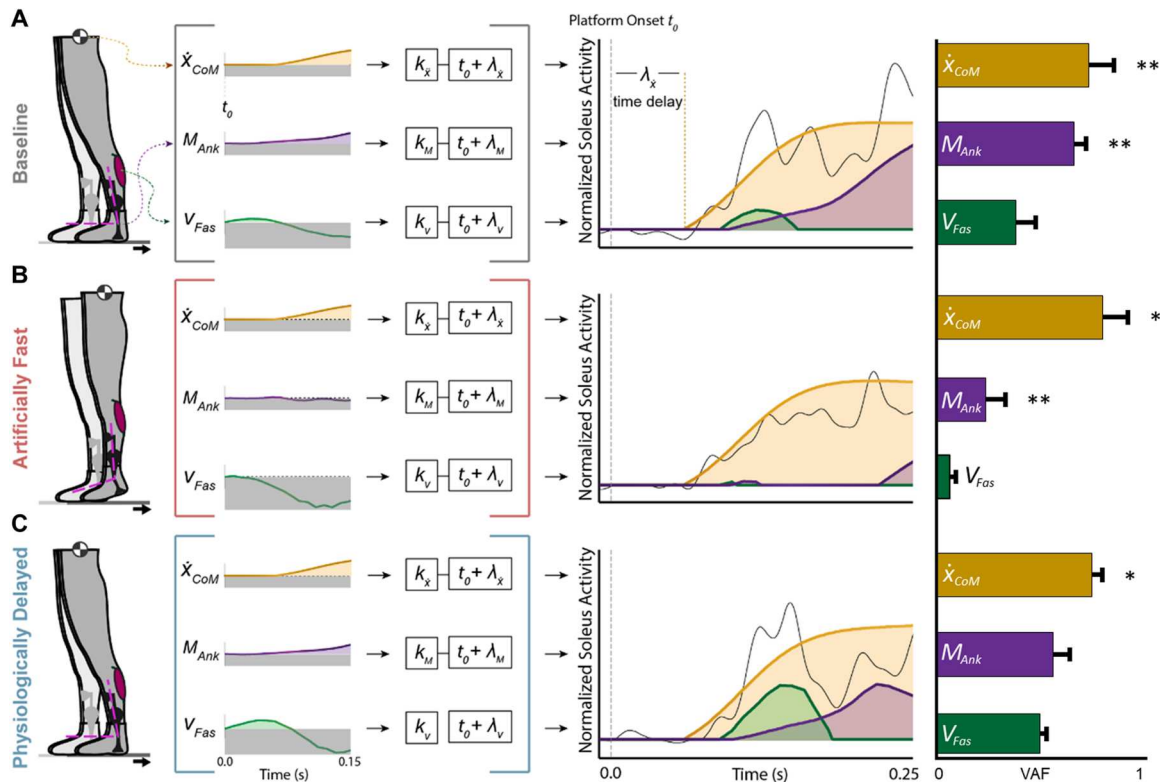 A
Baseline
ẋCoM
t0
MAnk
VFas
kẋ
t0 + λẋ
kM
t0 + λM
kv
t0 + λv
Platform Onset t0
Normalized Soleus Activity
λẋ
time delay
ẋCoM
**
MAnk
**
VFas
B
Artificially Fast
ẋCoM
MAnk
VFas
kẋ
t0 + λẋ
kM
t0 + λM
kv
t0 + λv
Normalized Soleus Activity
ẋCoM
*
MAnk
**
VFas
C
Physiologically Delayed
ẋCoM
MAnk
VFas
0.0
Time (s)
0.15
kẋ
t0 + λẋ
kM
t0 + λM
kv
t0 + λv
Normalized Soleus Activity
0.0
Time (s)
0.25
ẋCoM
*
MAnk
VFas
0
VAF
1